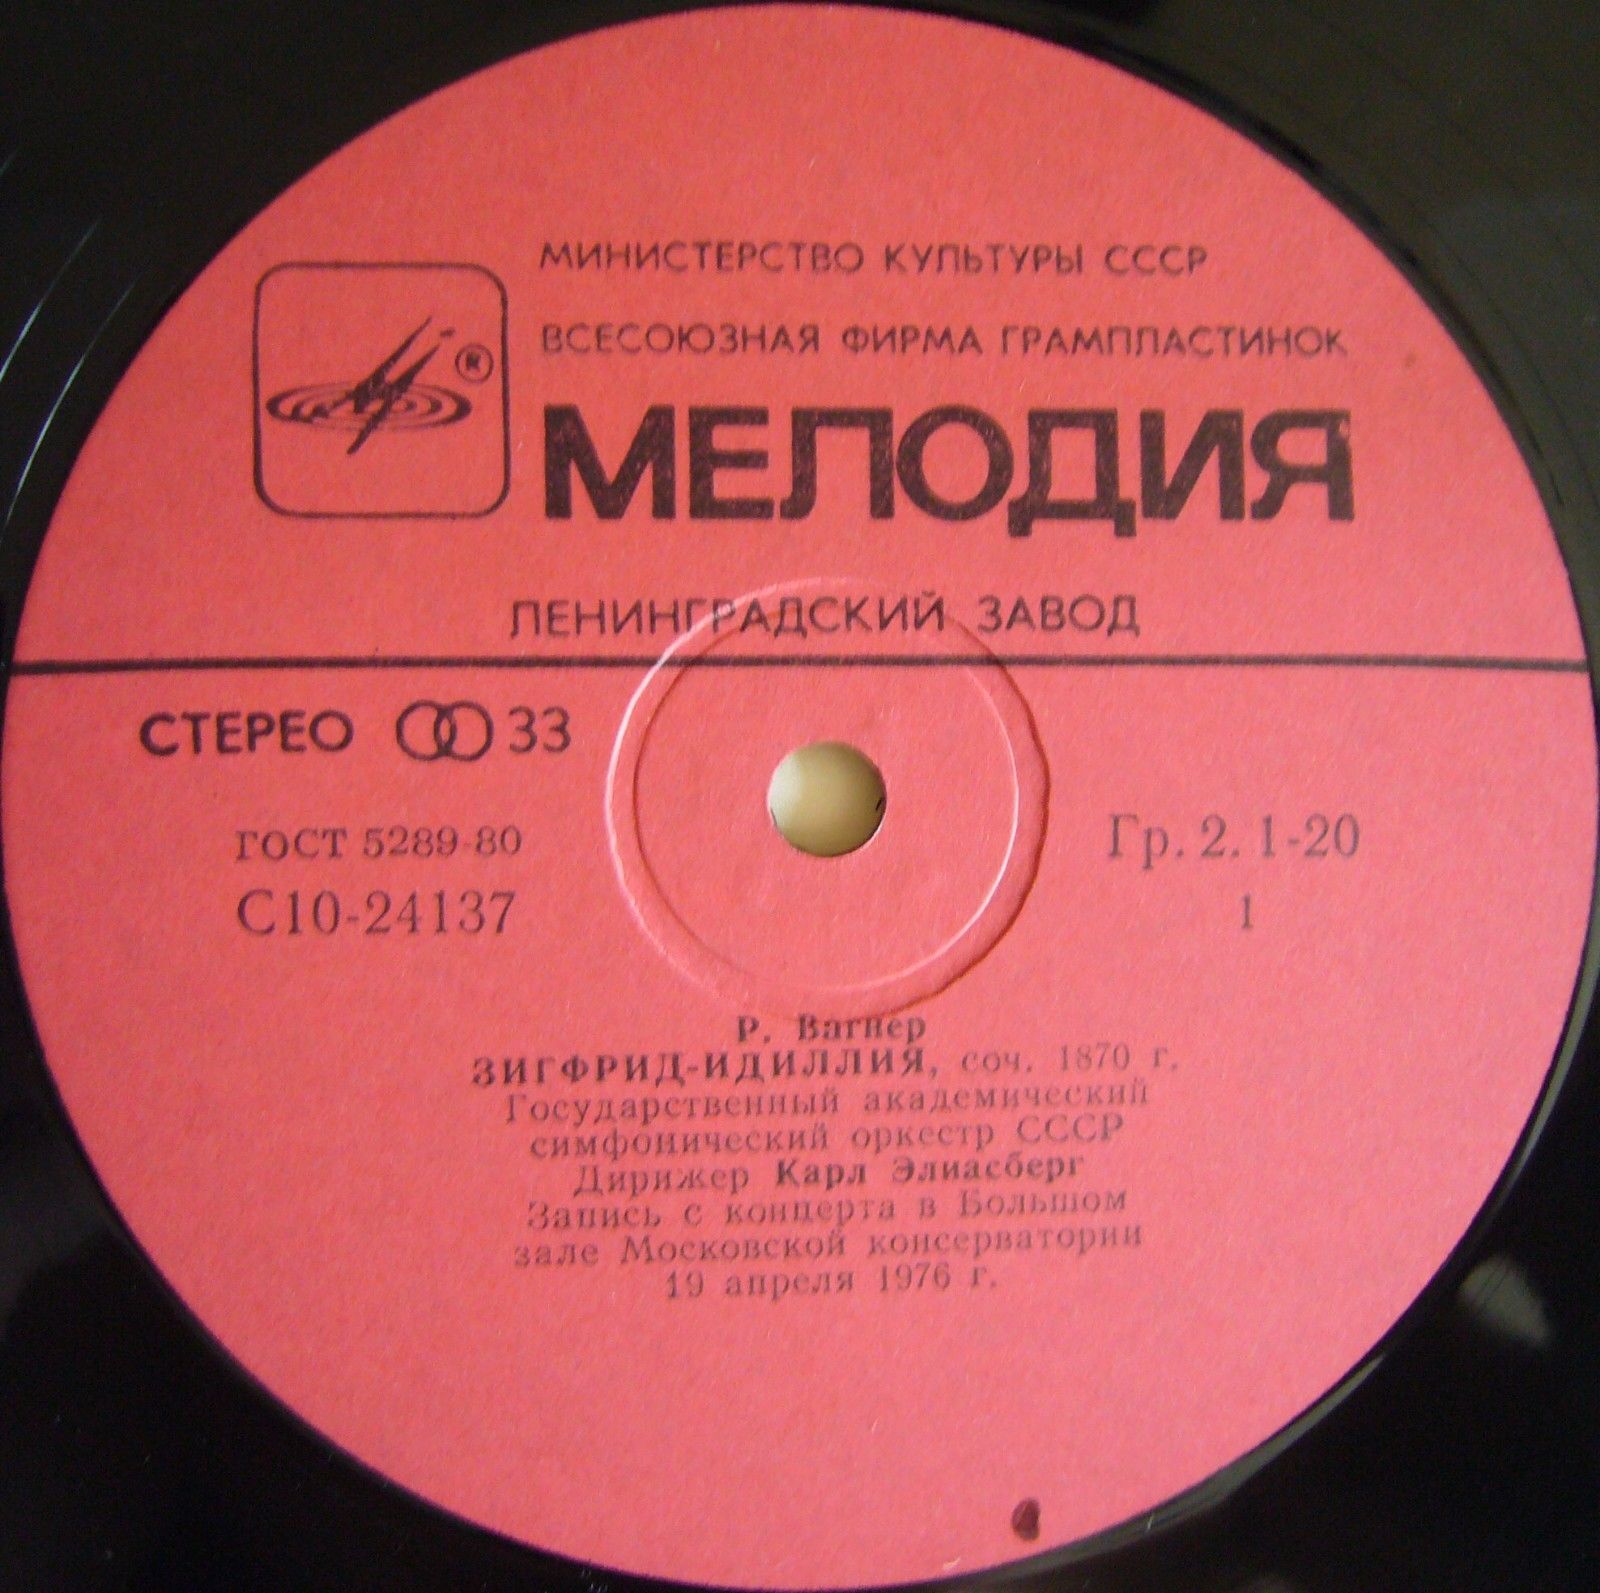 МИНИСТЕРСТВО КУЛЬТУРЫ СССР
ВСЕСОЮЗНАЯ ФИРМА ГРАМПЛАСТИНОК
®
МЕЛОДИЯ
ЛЕНИНГРАДСКИЙ ЗАВОД
СТЕРЕО 33
ГОСТ 5289-80
Гр. 2. 1-20
С10-24137
1
Р. Вагнер
ЗИГФРИД-ИДИЛЛИЯ, соч. 1870 г.
Государственный академический
симфонический оркестр СССР
Дирижер Карл Элиасберг
Запись с концерта в Большом
зале Московской консерватории
19 апреля 1976 г.